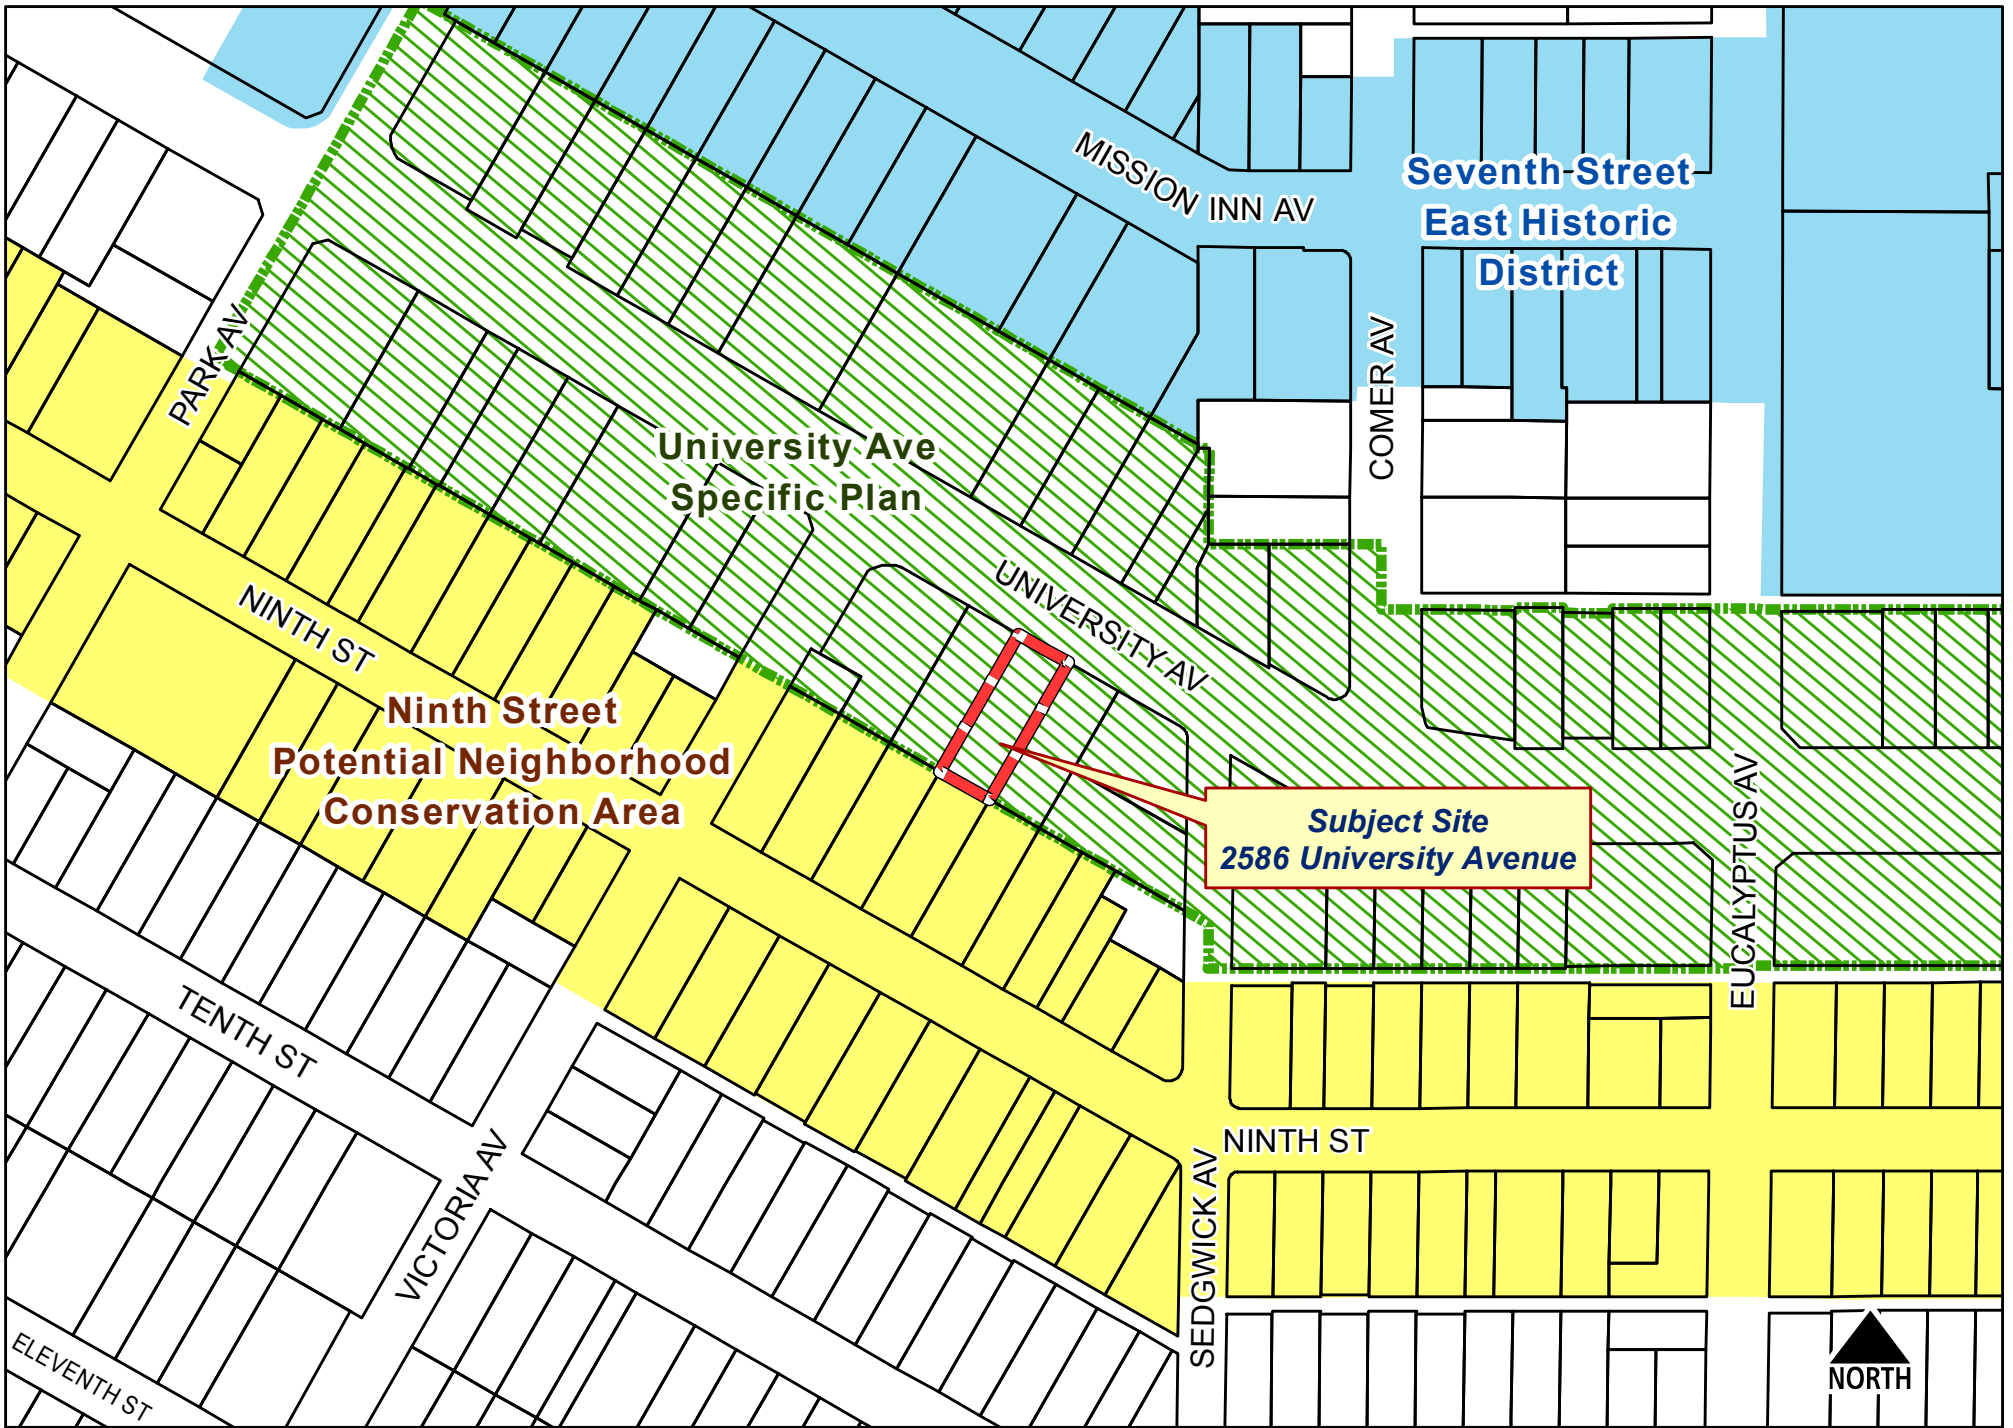 MISSION INN AV
Seventh Street
East Historic
District
PARK AV
COMER AV
University Ave
Specific Plan
UNIVERSITY AV
NINTH ST
Ninth Street
Potential Neighborhood
Conservation Area
Subject Site
2586 University Avenue
EUCALYPTUS AV
TENTH ST
NINTH ST
VICTORIA AV
SEDGWICK AV
ELEVENTH ST
NORTH